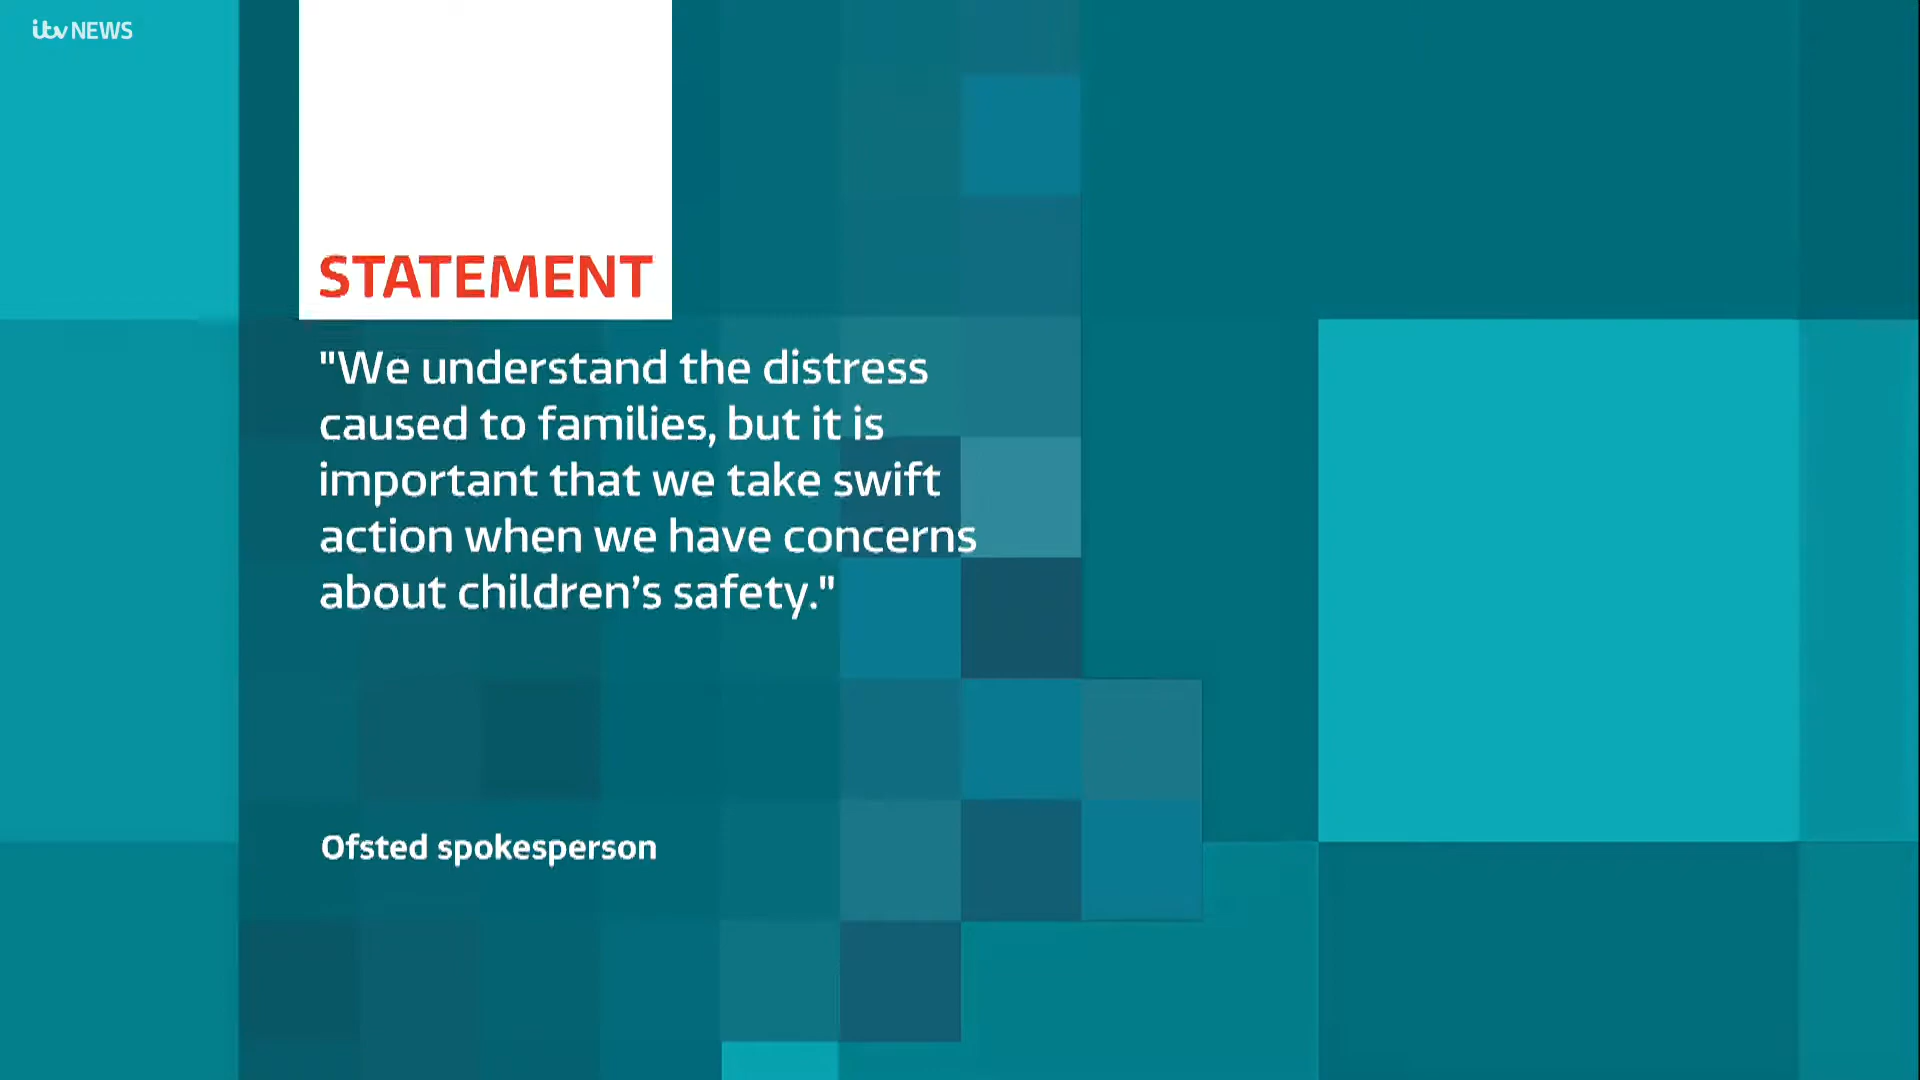 itv NEWS
STATEMENT
"We understand the distress
caused to families, but it is
important that we take swift
action when we have concerns
about children’s safety."
Ofsted spokesperson